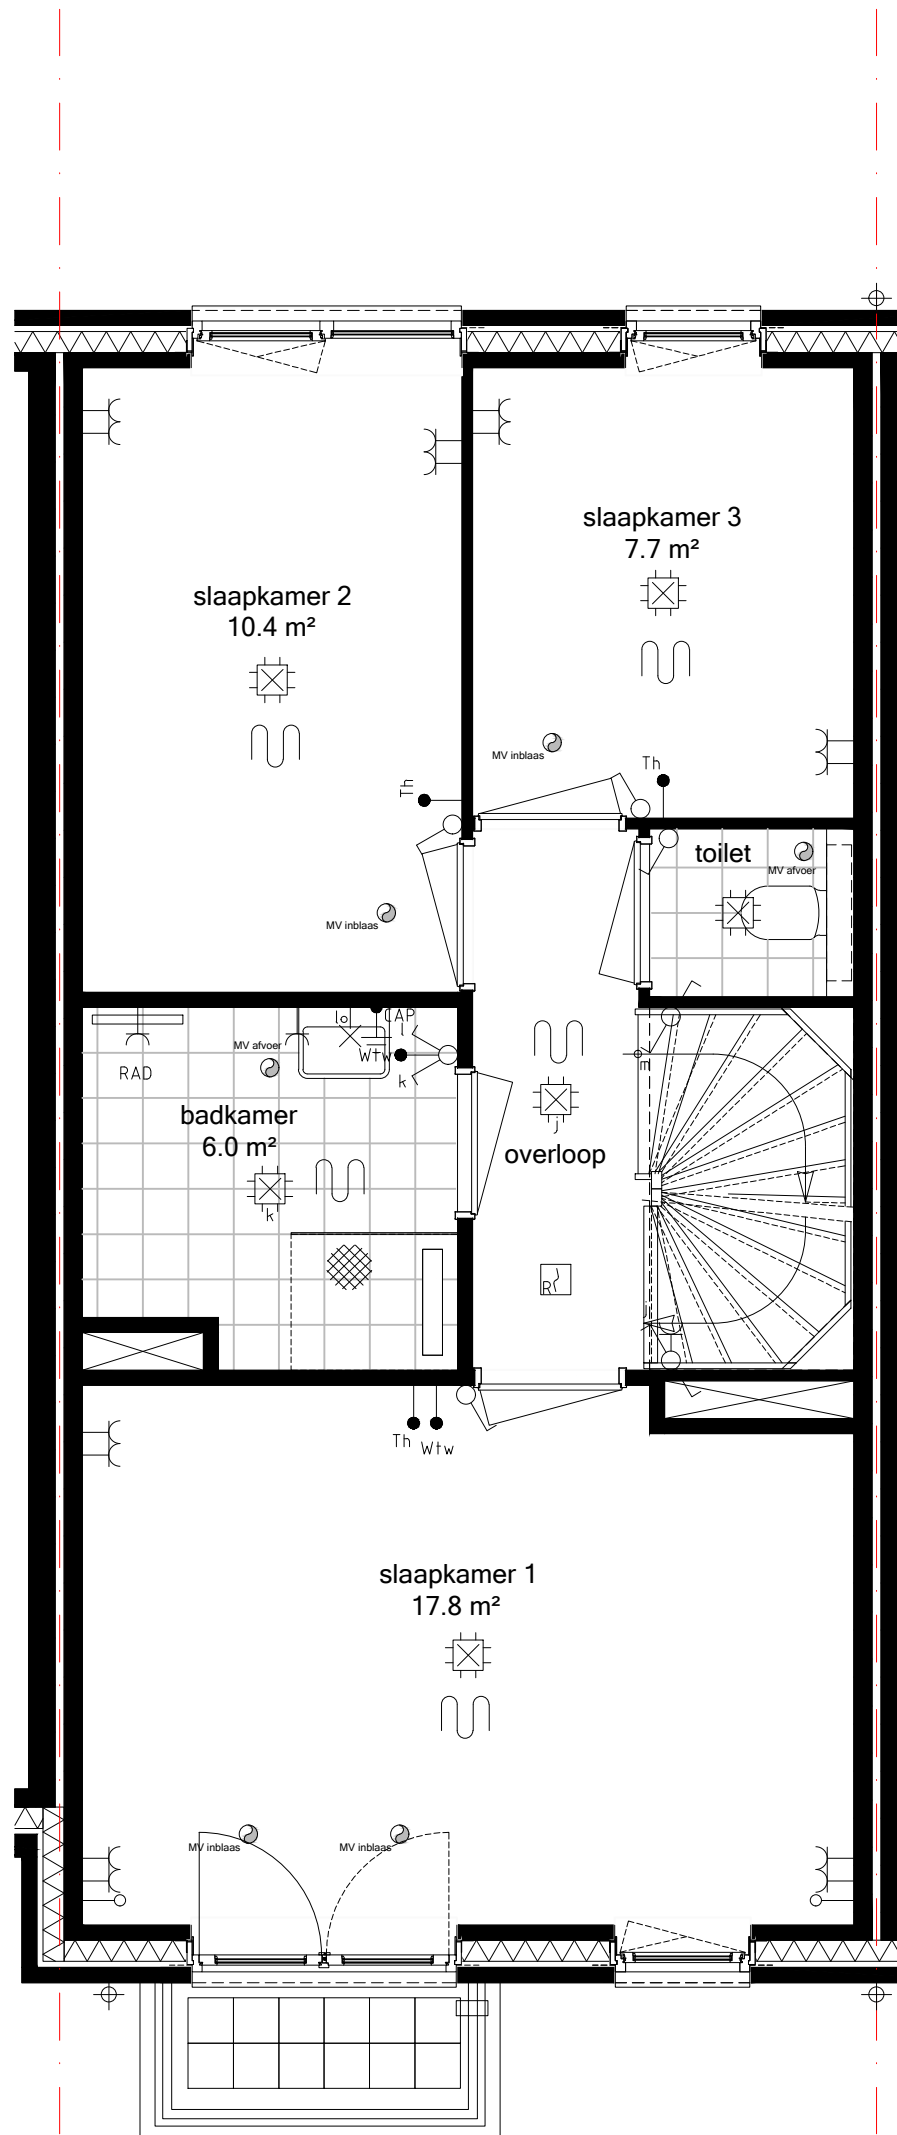 slaapkamer 3
7.7 m²
slaapkamer 2
10.4 m²
MV inblaas
Th
Th
toilet
MV afvoer
MV inblaas
lo
CAP
l
MV afvoer
Wtw
k
RAD
m
badkamer
6.0 m²
j
overloop
k
R
j
Th
Wtw
slaapkamer 1
17.8 m²
MV inblaas
MV inblaas